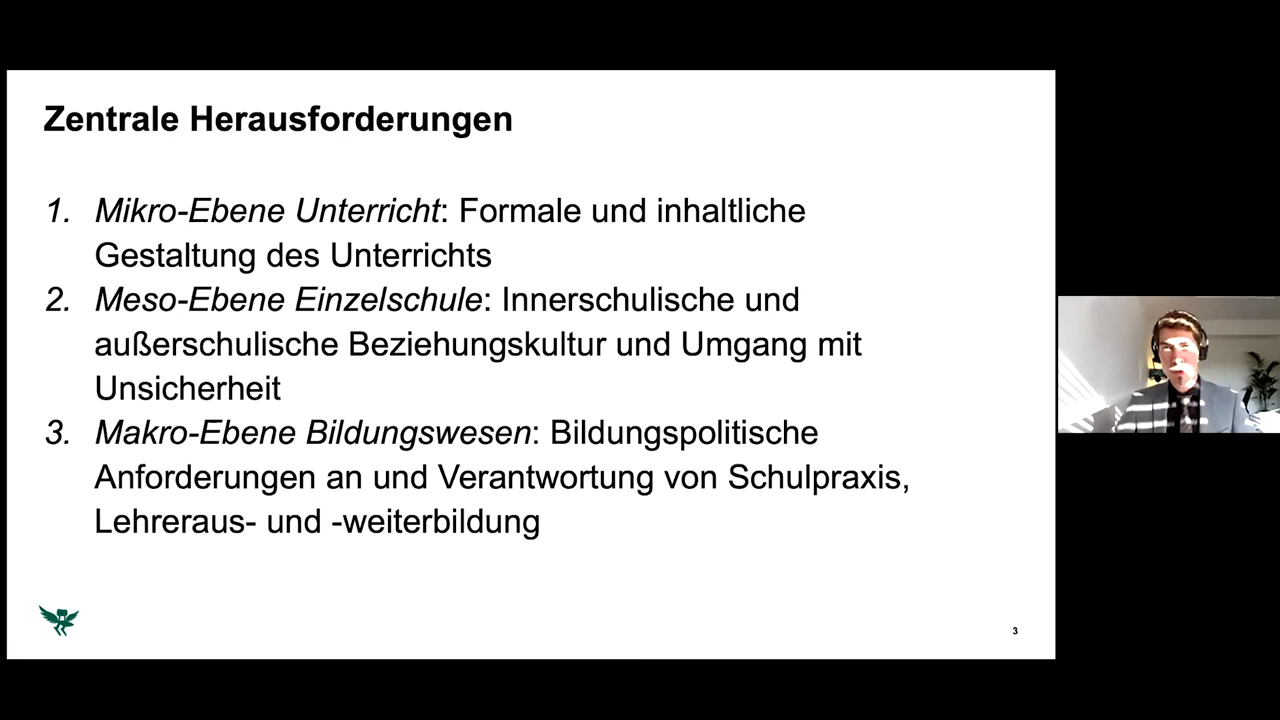 Zentrale Herausforderungen
1. Mikro-Ebene Unterricht: Formale und inhaltliche
Gestaltung des Unterrichts
2. Meso-Ebene Einzelschule: Innerschulische und
außerschulische Beziehungskultur und Umgang mit
Unsicherheit
3. Makro-Ebene Bildungswesen: Bildungspolitische
Anforderungen an und Verantwortung von Schulpraxis,
Lehreraus- und -weiterbildung
3